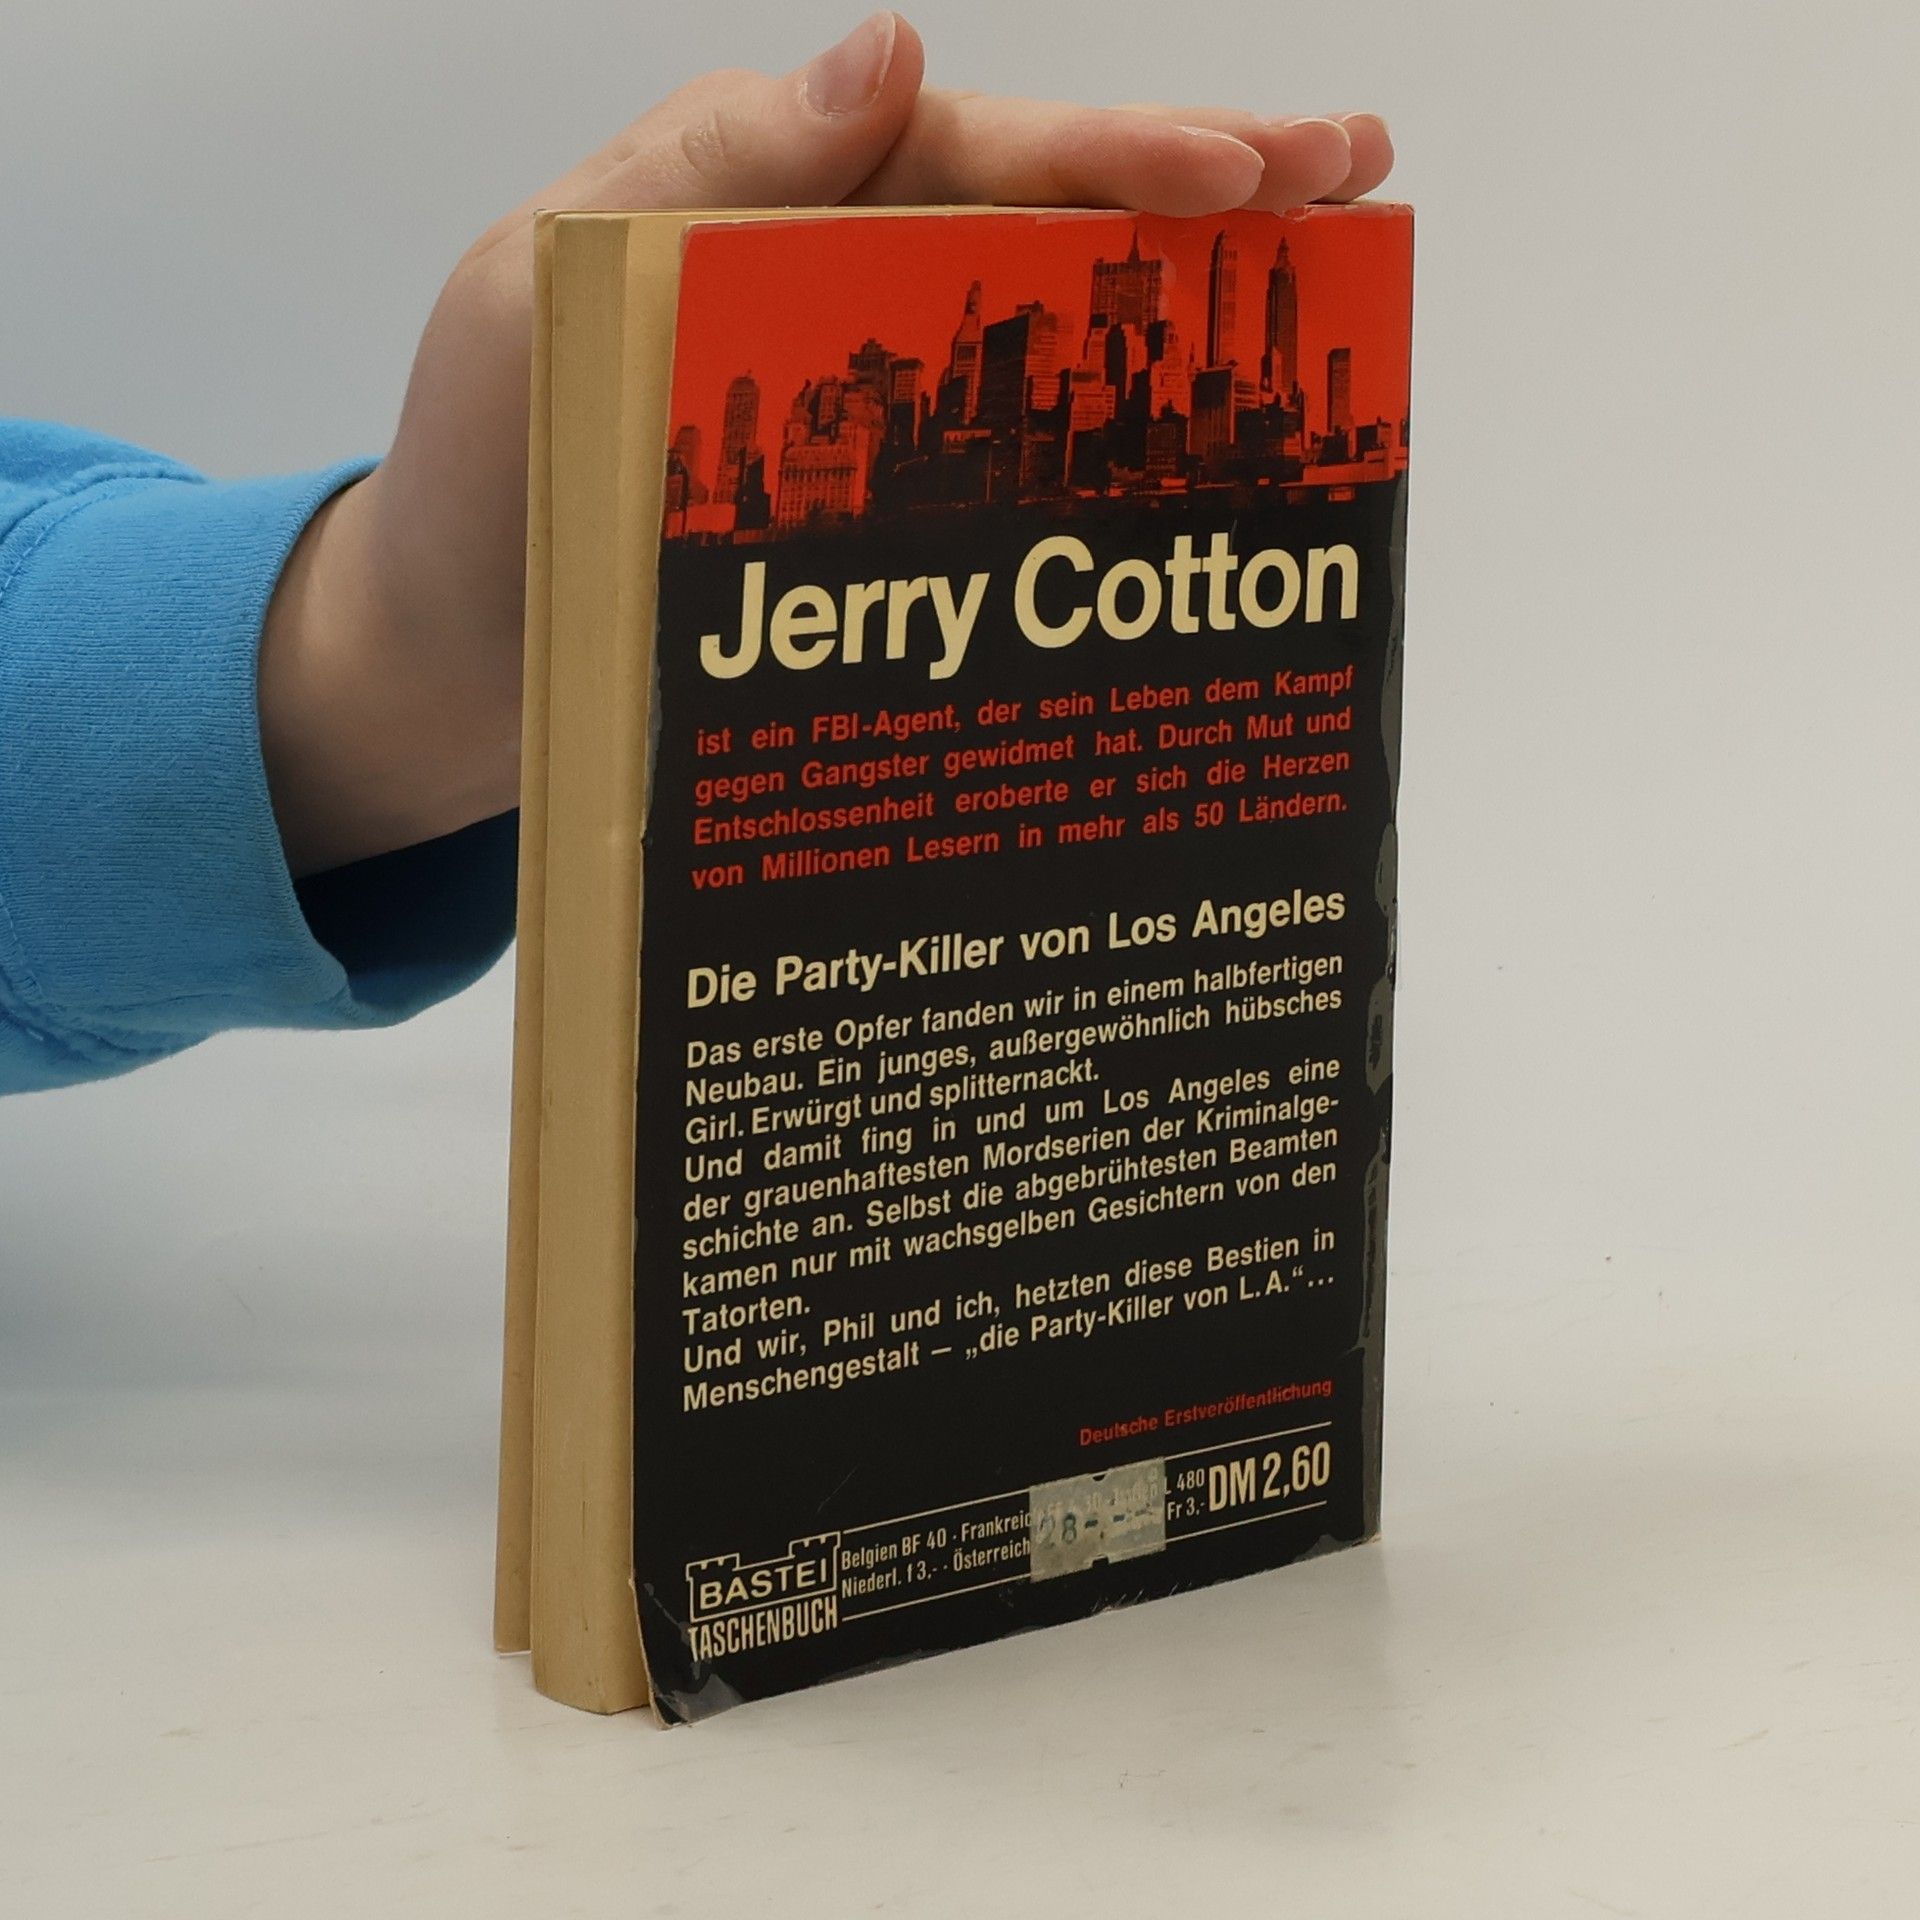 Jerry Cotton
ist ein FBI-Agent, der sein Leben dem Kampf
gegen Gangster gewidmet hat. Durch Mut und
Entschlossenheit eroberte er sich die Herzen
von Millionen Lesern in mehr als 50 Ländern.
Die Party-Killer von Los Angeles
Das erste Opfer fanden wir in einem halbfertigen
Neubau. Ein junges, außergewöhnlich hübsches
Girl. Erwürgt und splitternackt.
Und damit fing in und um Los Angeles eine
der grauenhaftesten Mordserien der Kriminalge-
schichte an. Selbst die abgebrühtesten Beamten
kamen nur mit wachsgelben Gesichtern von den
Tatorten.
Und wir, Phil und ich, hetzten diese Bestien in
Menschengestalt – „die Party-Killer von L.A.“...
Deutsche Erstveröffentlichung
BASTEI
TASCHENBUCH
Belgien BF 40 · Frankreic L 480
Niederl. f 3,- · Österreich Fr 3,-
DM 2,60